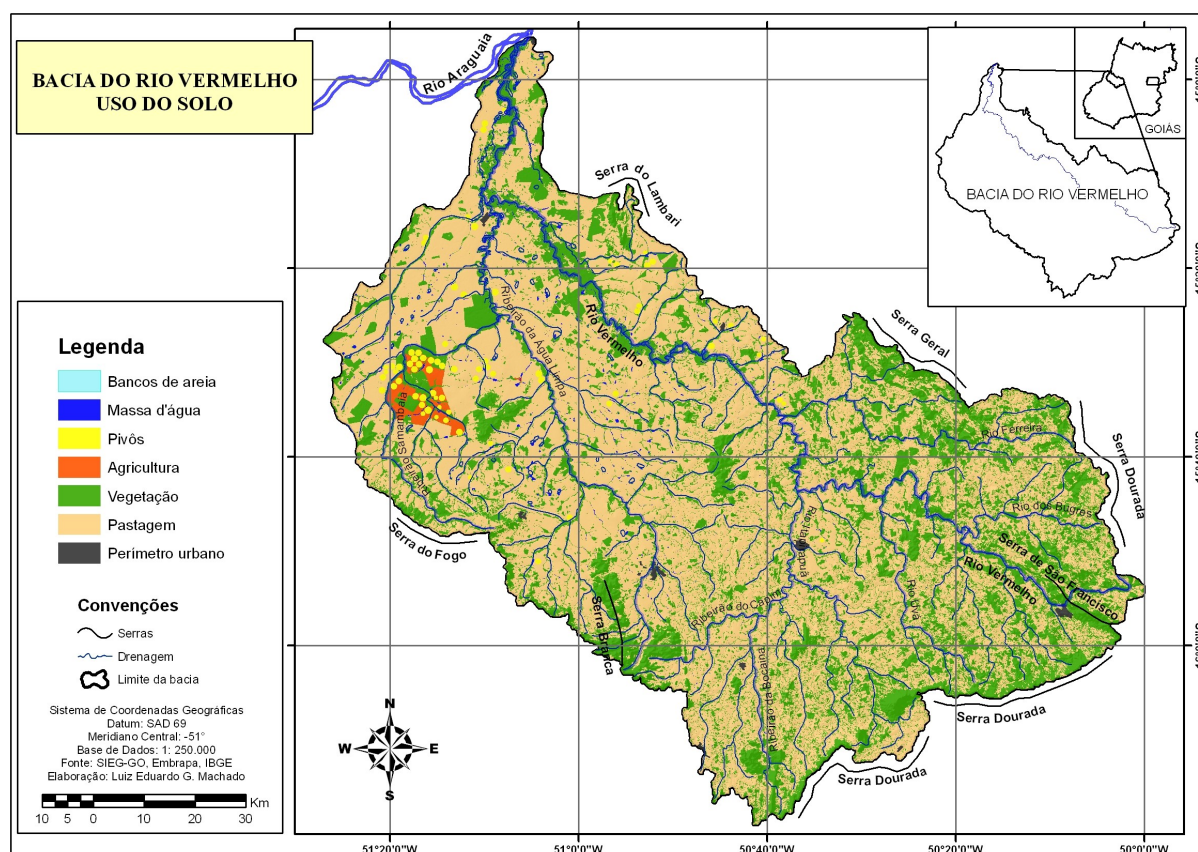 BACIA DO RIO VERMELHO
USO DO SOLO
Rio Araguaia
GOIÁS
BACIA DO RIO VERMELHO
Serra do Lambari
Ribeirão da Água Limpa
Rio Vermelho
Serra Geral
Rio Ferreira
Serra Dourada
Rio dos Bugres
Serra de São Francisco
Rio Vermelho
Ribeirão Samambaia
Serra do Fogo
Serra Branca
Ribeirão do Capim
Rio Itapirapuã
Rio Uvá
Ribeirão da Bocaiúva
Serra Dourada
Serra Dourada
Legenda
Bancos de areia
Massa d'água
Pivôs
Agricultura
Vegetação
Pastagem
Perímetro urbano
Convenções
Serras
Drenagem
Limite da bacia
Sistema de Coordenadas Geográficas
Datum: SAD 69
Meridiano Central: -51°
Base de Dados: 1: 250.000
Fonte: SIEG-GO, Embrapa, IBGE
Elaboração: Luiz Eduardo G. Machado
10 5 0 10 20 30 Km
N
W E
S
51°20'0"W 51°0'0"W 50°40'0"W 50°20'0"W 50°0'0"W